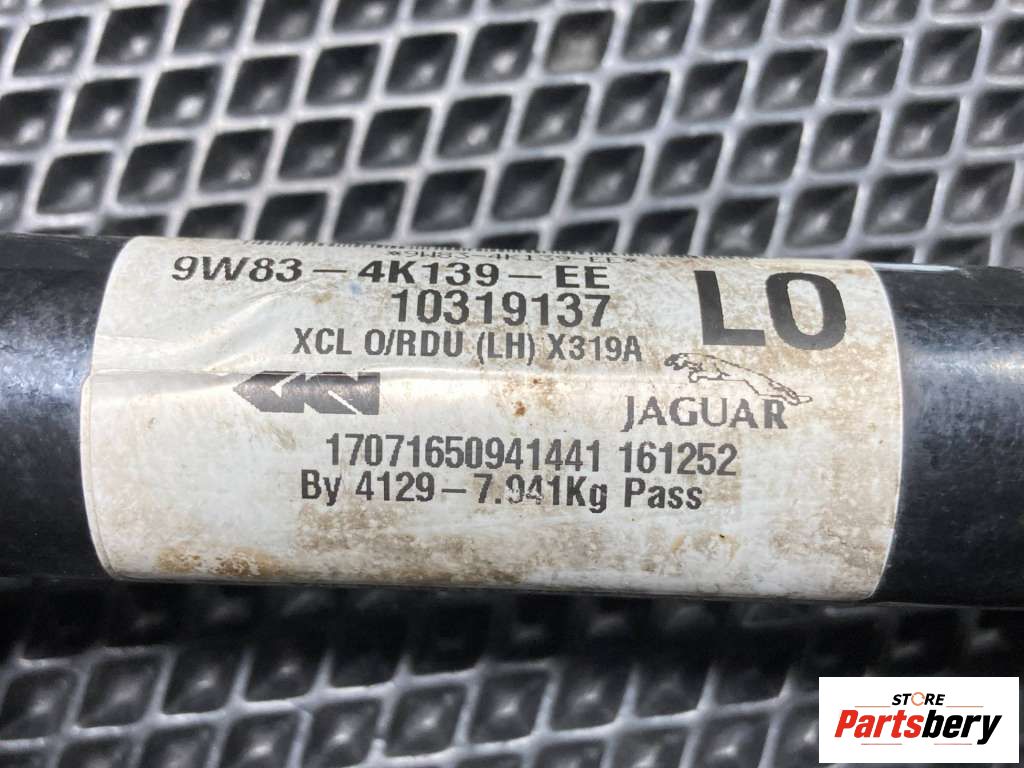 9W83-4K139-EE
10319137
LO
XCL O/RDU (LH) X319A
GKN
JAGUAR
17071650941441 161252
By 4129-7.941Kg Pass
STORE
Partsbery